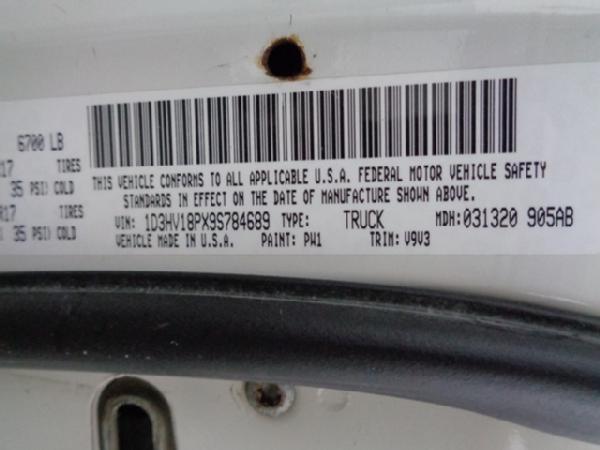 6700 LB
17 TIRES
35 PSI/COLD
R17 TIRES
35 PSI/COLD
THIS VEHICLE CONFORMS TO ALL APPLICABLE U.S.A. FEDERAL MOTOR VEHICLE SAFETY
STANDARDS IN EFFECT ON THE DATE OF MANUFACTURE SHOWN ABOVE.
VIN: 1D3HV18PX9S784689 TYPE: TRUCK MDH: 031320 905AB
VEHICLE MADE IN U.S.A. PAINT: PW1 TRIM: V9V3